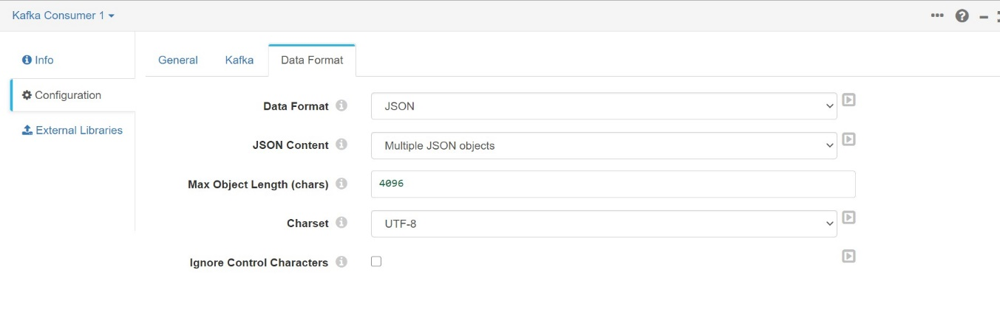 Kafka Consumer 1
Info
General Kafka Data Format
Configuration
Data Format JSON
External Libraries
JSON Content Multiple JSON objects
Max Object Length (chars) 4096
Charset UTF-8
Ignore Control Characters